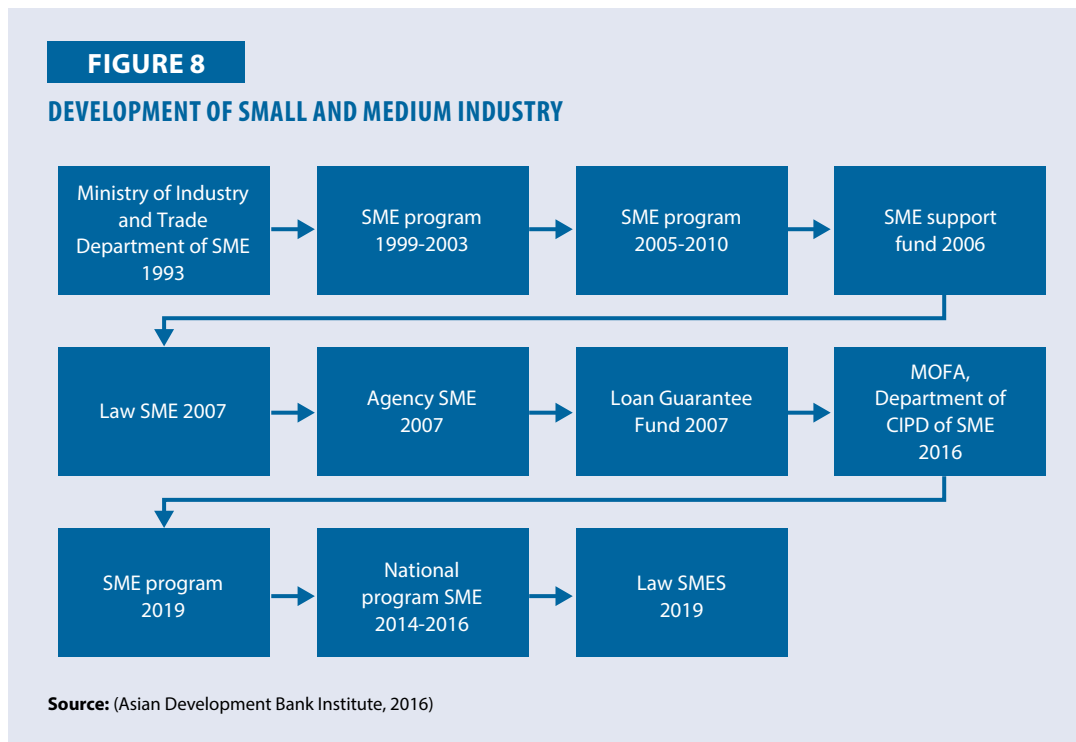 FIGURE 8
DEVELOPMENT OF SMALL AND MEDIUM INDUSTRY
Ministry of Industry
and Trade
Department of SME
1993
SME program
1999-2003
SME program
2005-2010
SME support
fund 2006
Law SME 2007
Agency SME
2007
Loan Guarantee
Fund 2007
MOFA,
Department of
CIPD of SME
2016
SME program
2019
National
program SME
2014-2016
Law SMES
2019
Source: (Asian Development Bank Institute, 2016)